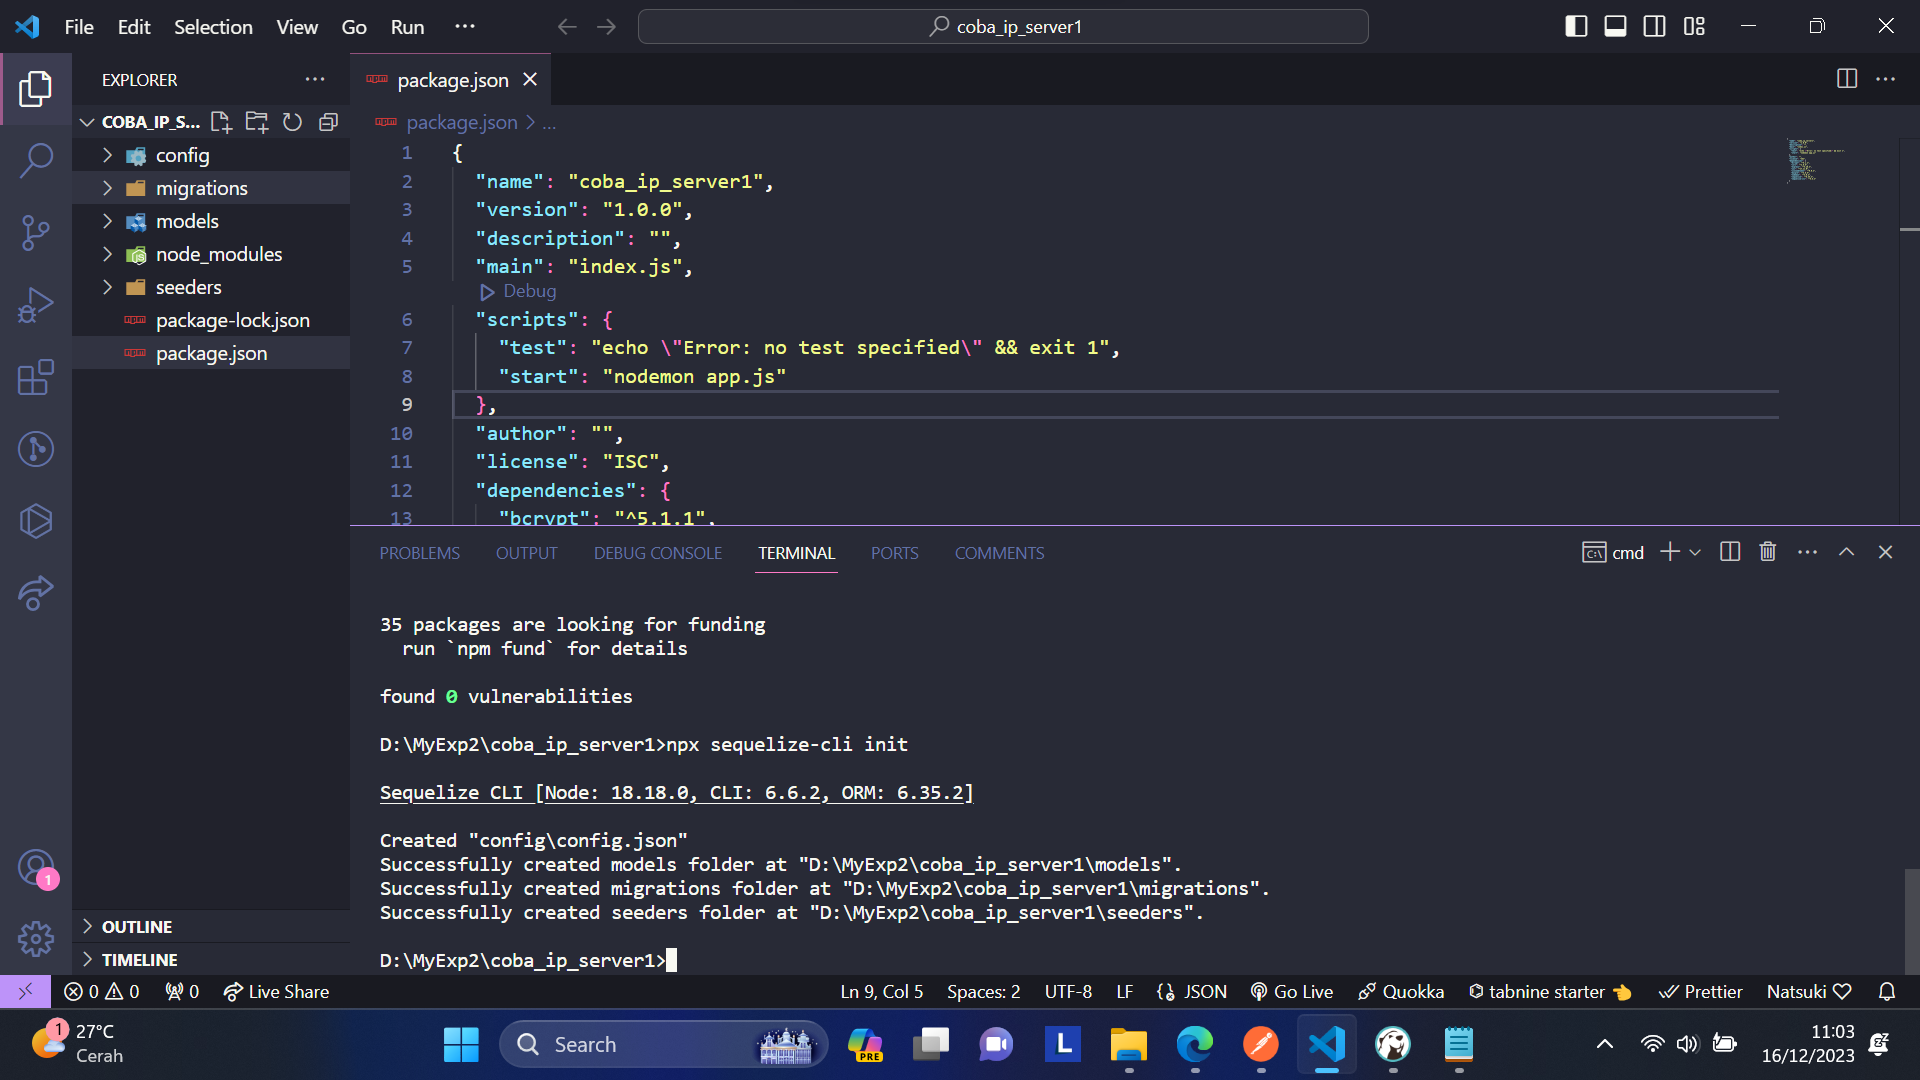 File Edit Selection View Go Run ···
coba_ip_server1
EXPLORER
COBA_IP_S...
config
migrations
models
node_modules
seeders
package-lock.json
package.json
OUTLINE
TIMELINE
package.json
package.json > ...
1 {
2 "name": "coba_ip_server1",
3 "version": "1.0.0",
4 "description": "",
5 "main": "index.js",
Debug
6 "scripts": {
7 "test": "echo \"Error: no test specified\" && exit 1",
8 "start": "nodemon app.js"
9 },
10 "author": "",
11 "license": "ISC",
12 "dependencies": {
13 "bcrypt": "^5.1.1",
PROBLEMS OUTPUT DEBUG CONSOLE TERMINAL PORTS COMMENTS
cmd
35 packages are looking for funding
run `npm fund` for details
found 0 vulnerabilities
D:\MyExp2\coba_ip_server1>npx sequelize-cli init
Sequelize CLI [Node: 18.18.0, CLI: 6.6.2, ORM: 6.35.2]
Created "config\config.json"
Successfully created models folder at "D:\MyExp2\coba_ip_server1\models".
Successfully created migrations folder at "D:\MyExp2\coba_ip_server1\migrations".
Successfully created seeders folder at "D:\MyExp2\coba_ip_server1\seeders".
D:\MyExp2\coba_ip_server1>
1
0 0 0 Live Share Ln 9, Col 5 Spaces: 2 UTF-8 LF JSON Go Live Quokka tabnine starter 👈 Prettier Natsuki ♡
1
27°C
Cerah
Search
PRE
L
11:03
16/12/2023